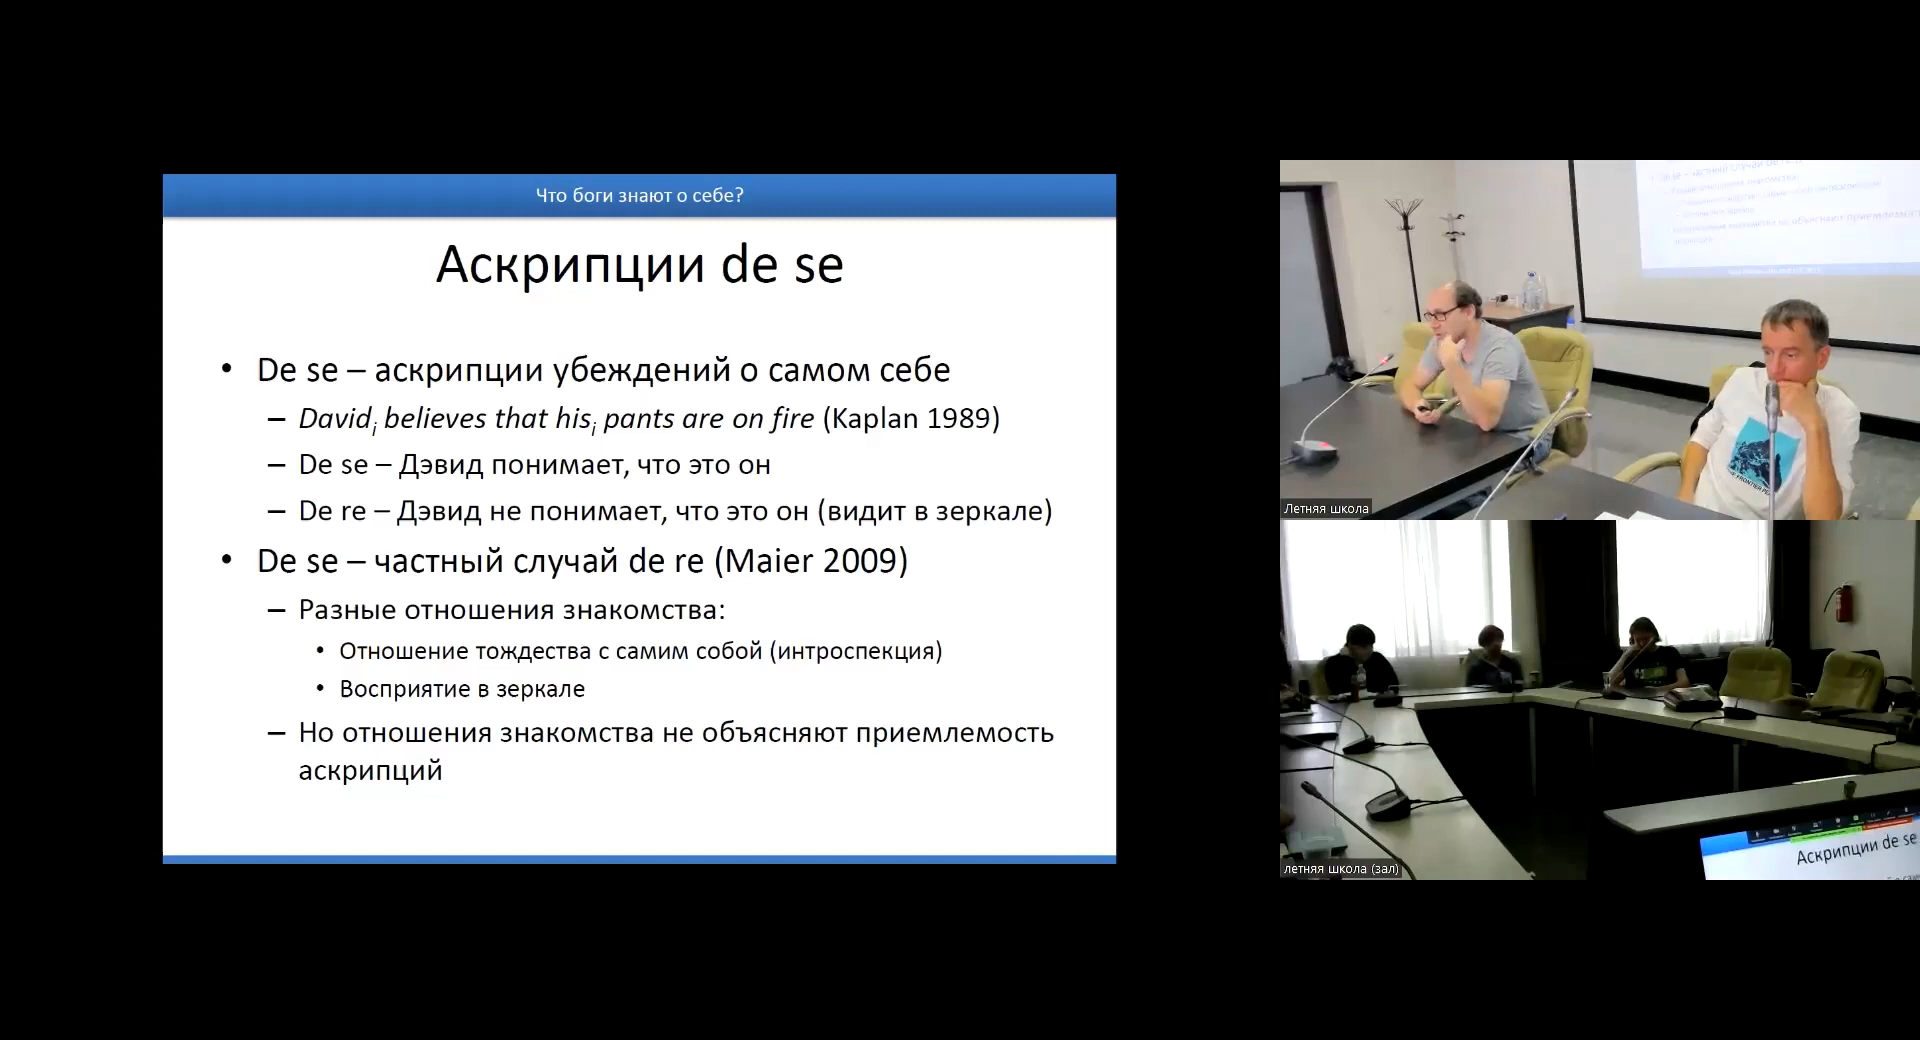 Что боги знают о себе?
Аскрипции de se
• De se – аскрипции убеждений о самом себе
– Davidᵢ believes that hisᵢ pants are on fire (Kaplan 1989)
– De se – Дэвид понимает, что это он
– De re – Дэвид не понимает, что это он (видит в зеркале)
• De se – частный случай de re (Maier 2009)
– Разные отношения знакомства:
• Отношение тождества с самим собой (интроспекция)
• Восприятие в зеркале
– Но отношения знакомства не объясняют приемлемость
аскрипций
Летняя школа
летняя школа (зал)
Аскрипции de se